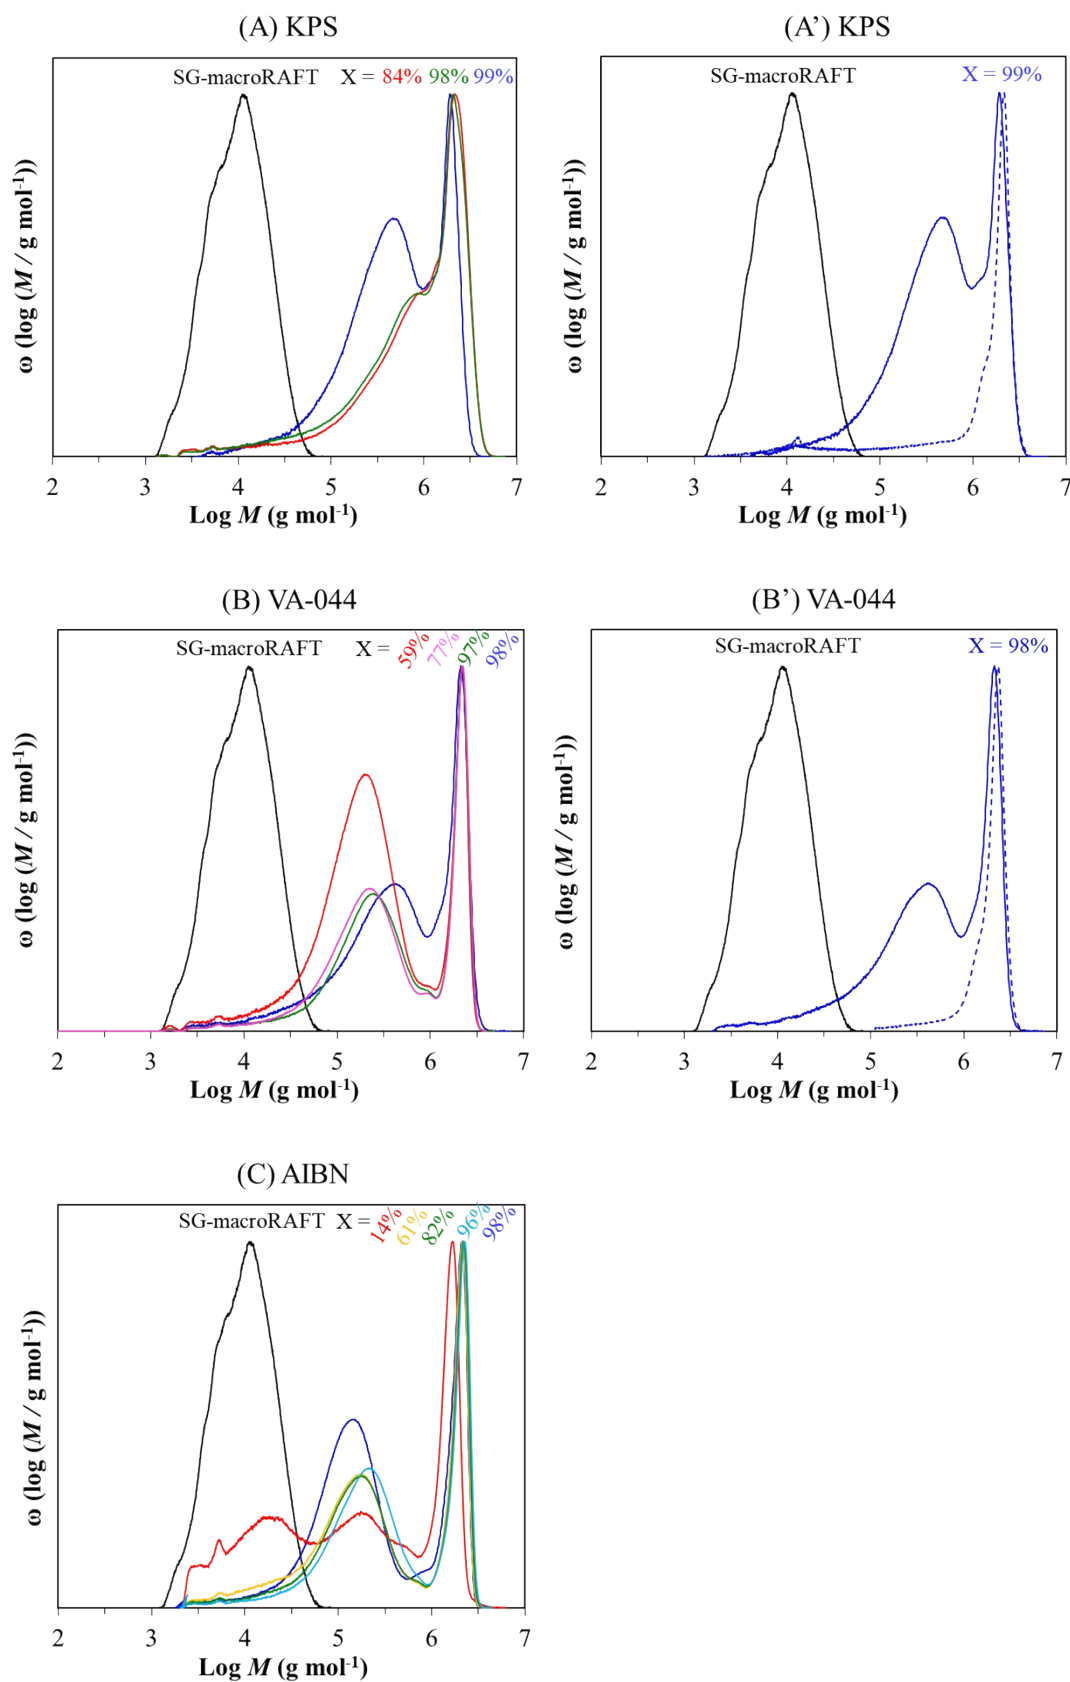 (A) KPS
SG-macroRAFT X = 84% 98% 99%
ω (log (M / g mol-1))
2 3 4 5 6 7
Log M (g mol-1)
(A’) KPS
SG-macroRAFT X = 99%
ω (log (M / g mol-1))
2 3 4 5 6 7
Log M (g mol-1)
(B) VA-044
SG-macroRAFT X = 59% 77% 97% 98%
ω (log (M / g mol-1))
2 3 4 5 6 7
Log M (g mol-1)
(B’) VA-044
SG-macroRAFT X = 98%
ω (log (M / g mol-1))
2 3 4 5 6 7
Log M (g mol-1)
(C) AIBN
SG-macroRAFT X = 14% 61% 82% 96% 98%
ω (log (M / g mol-1))
2 3 4 5 6 7
Log M (g mol-1)